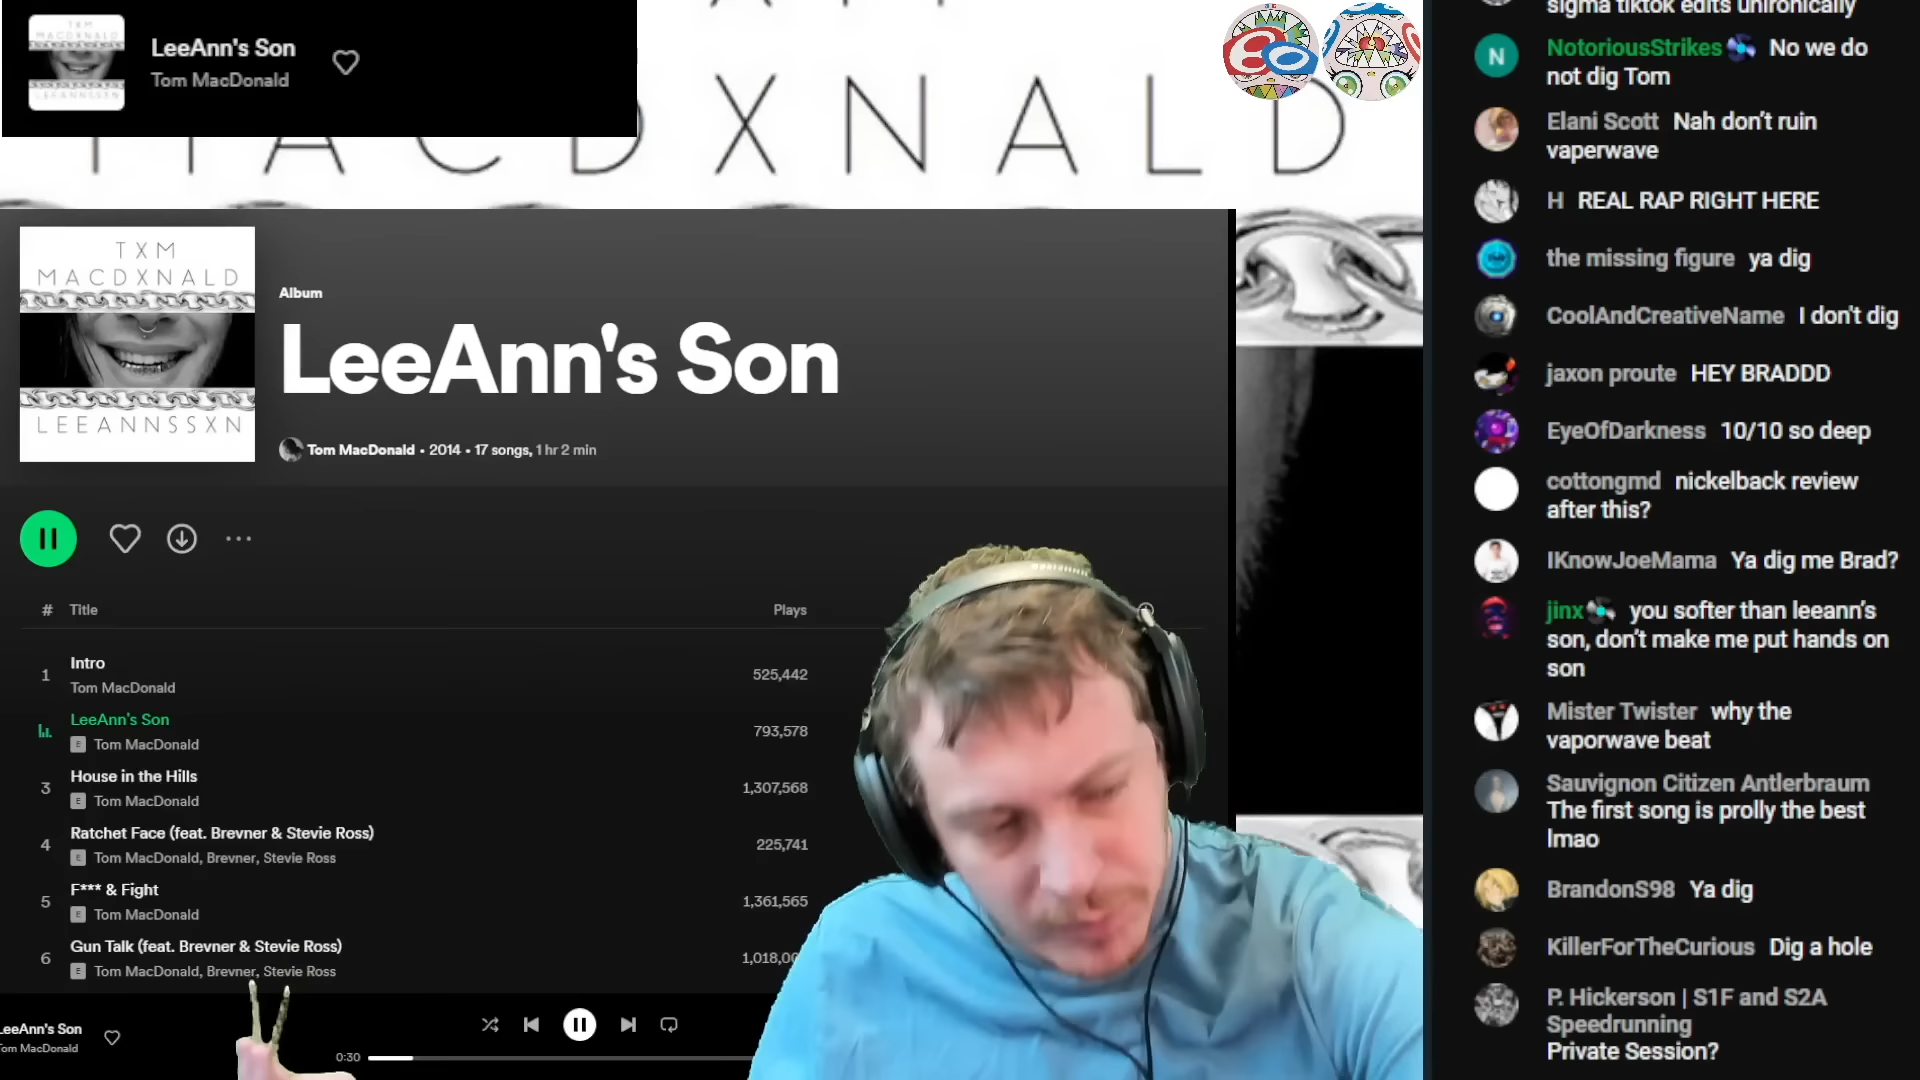 TXM
MACDXNALD
LeeAnn's Son
Tom MacDonald
MACDXNALD
TXM
MACDXNALD
LEEANNSSXN
Album
LeeAnn's Son
Tom MacDonald • 2014 • 17 songs, 1 hr 2 min
# Title Plays
1 Intro 525,442
Tom MacDonald
LeeAnn's Son 793,578
E Tom MacDonald
3 House in the Hills 1,307,568
E Tom MacDonald
4 Ratchet Face (feat. Brevner & Stevie Ross) 225,741
E Tom MacDonald, Brevner, Stevie Ross
5 F*** & Fight 1,361,565
E Tom MacDonald
6 Gun Talk (feat. Brevner & Stevie Ross) 1,018,00
E Tom MacDonald, Brevner, Stevie Ross
LeeAnn's Son
Tom MacDonald
0:30
sigma tiktok edits unironically
N NotoriousStrikes No we do
not dig Tom
Elani Scott Nah don't ruin
vaperwave
H REAL RAP RIGHT HERE
the missing figure ya dig
CoolAndCreativeName I don't dig
jaxon proute HEY BRADDD
EyeOfDarkness 10/10 so deep
cottongmd nickelback review
after this?
IKnowJoeMama Ya dig me Brad?
jinx you softer than leeann's
son, don't make me put hands on
son
Mister Twister why the
vaporwave beat
Sauvignon Citizen Antlerbraum
The first song is prolly the best
lmao
BrandonS98 Ya dig
KillerForTheCurious Dig a hole
P. Hickerson | S1F and S2A
Speedrunning
Private Session?